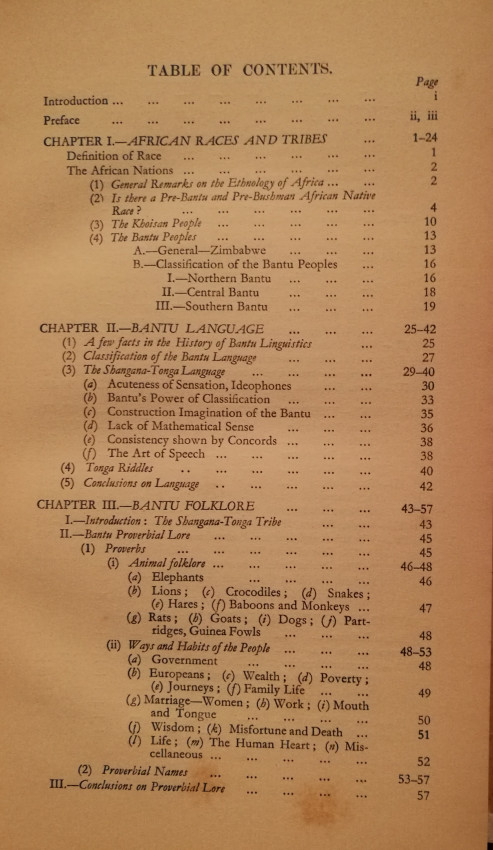 TABLE OF CONTENTS.
Page
Introduction ... ... ... ... ... ... ... ... i
Preface ... ... ... ... ... ... ... ... ii, iii
CHAPTER I.—AFRICAN RACES AND TRIBES ... 1-24
Definition of Race ... ... ... ... ... ... 1
The African Nations ... ... ... ... ... ... 2
(1) General Remarks on the Ethnology of Africa ... ... 2
(2) Is there a Pre-Bantu and Pre-Bushman African Native
Race ? ... ... ... ... ... ... 4
(3) The Khoisan People ... ... ... ... ... 10
(4) The Bantu Peoples ... ... ... ... ... 13
A.—General—Zimbabwe ... ... ... 13
B.—Classification of the Bantu Peoples ... 16
I.—Northern Bantu ... ... ... 16
II.—Central Bantu ... ... ... 18
III.—Southern Bantu ... ... ... 19
CHAPTER II.—BANTU LANGUAGE ... ... ... 25-42
(1) A few facts in the History of Bantu Linguistics ... 25
(2) Classification of the Bantu Language ... ... ... 27
(3) The Shangana-Tonga Language ... ... ... ... 29-40
(a) Acuteness of Sensation, Ideophones ... ... 30
(b) Bantu's Power of Classification ... ... ... 33
(c) Construction Imagination of the Bantu ... ... 35
(d) Lack of Mathematical Sense ... ... ... 36
(e) Consistency shown by Concords ... ... ... 38
(f) The Art of Speech ... ... ... ... ... 38
(4) Tonga Riddles .. ... ... ... ... ... 40
(5) Conclusions on Language .. ... ... ... ... 42
CHAPTER III.—BANTU FOLKLORE ... ... ... 43-57
I.—Introduction : The Shangana-Tonga Tribe ... ... 43
II.—Bantu Proverbial Lore ... ... ... ... ... 45
(1) Proverbs ... ... ... ... ... ... 45
(i) Animal folklore ... ... ... ... ... 46-48
(a) Elephants ... ... ... ... 46
(b) Lions ; (c) Crocodiles ; (d) Snakes ;
(e) Hares ; (f) Baboons and Monkeys ... 47
(g) Rats ; (h) Goats ; (i) Dogs ; (j) Part-
ridges, Guinea Fowls ... ... ... 48
(ii) Ways and Habits of the People ... ... ... 48-53
(a) Government ... ... ... ... 48
(b) Europeans ; (c) Wealth ; (d) Poverty ;
(e) Journeys ; (f) Family Life ... ... 49
(g) Marriage—Women ; (h) Work ; (i) Mouth
and Tongue ... ... ... ... 50
(j) Wisdom ; (k) Misfortune and Death ... ... 51
(l) Life ; (m) The Human Heart ; (n) Mis-
cellaneous ... ... ... ... ... 52
(2) Proverbial Names ... ... ... ... ... 53-57
III.—Conclusions on Proverbial Lore ... ... ... ... 57